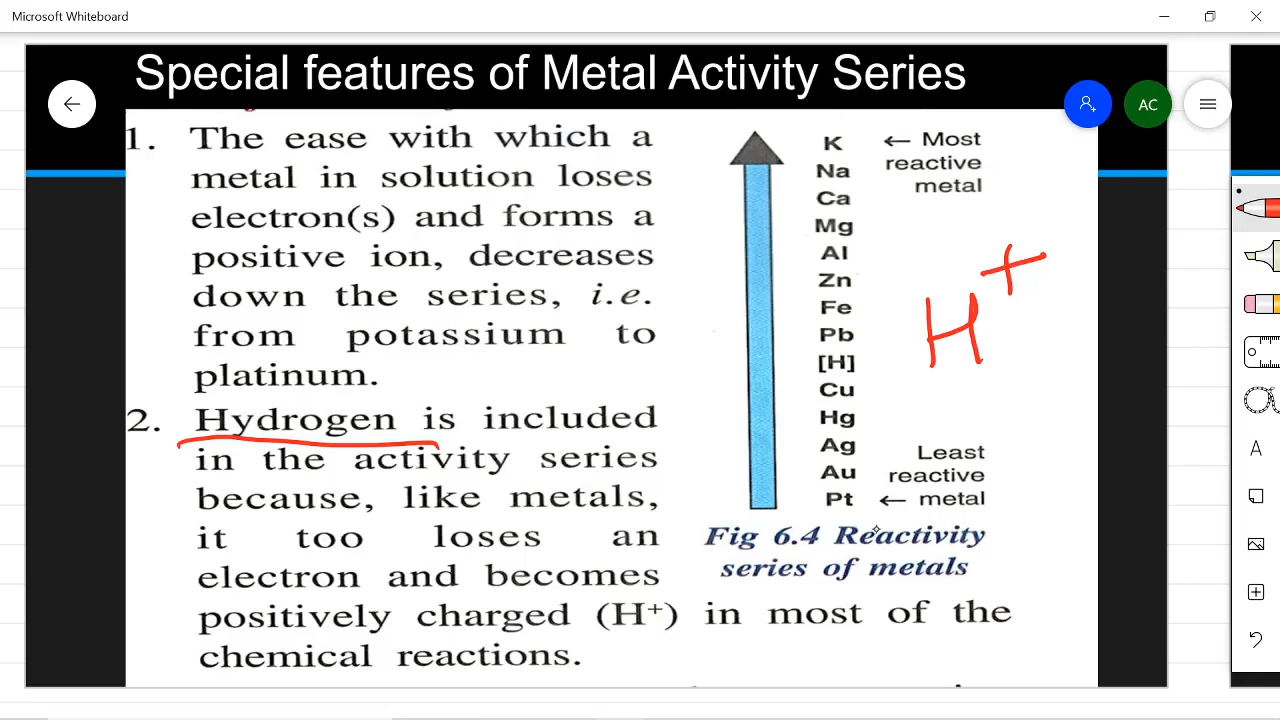 Microsoft Whiteboard
Special features of Metal Activity Series
AC
1. The ease with which a
metal in solution loses
electron(s) and forms a
positive ion, decreases
down the series, i.e.
from potassium to
platinum.
2. Hydrogen is included
in the activity series
because, like metals,
it too loses an
electron and becomes
positively charged (H⁺) in most of the
chemical reactions.
K ← Most
reactive
metal
Na
Ca
Mg
Al
Zn
Fe
Pb
[H]
Cu
Hg
Ag
Au
Pt ← Least
reactive
metal
H⁺
Fig 6.4 Reactivity
series of metals
A